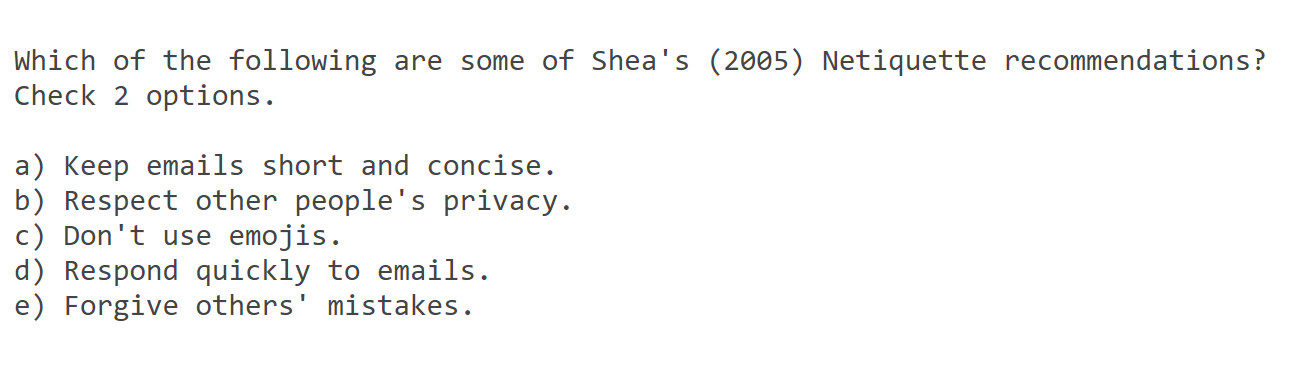 Which of the following are some of Shea's (2005) Netiquette recommendations?
Check 2 options.
a) Keep emails short and concise.
b) Respect other people's privacy.
c) Don't use emojis.
d) Respond quickly to emails.
e) Forgive others' mistakes.